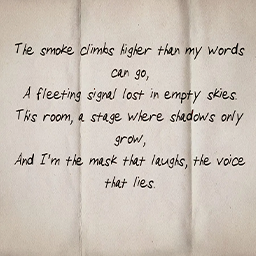 The smoke climbs higher than my words
can go,
A fleeting signal lost in empty skies.
This room, a stage where shadows only
grow,
And I'm the mask that laughs, the voice
that lies.